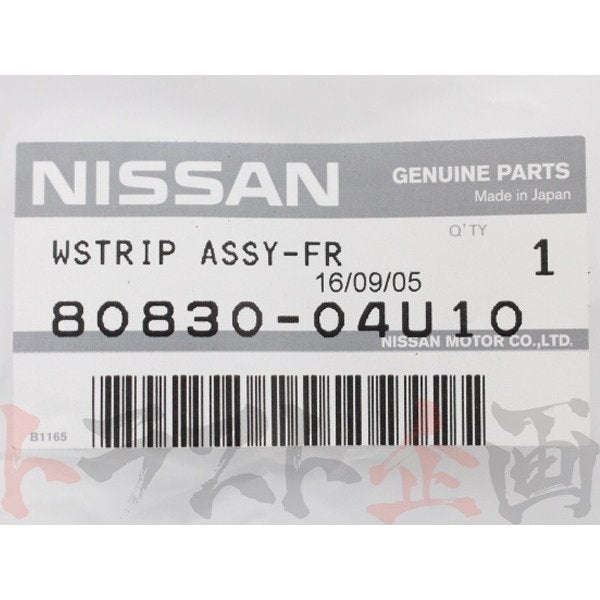 NISSAN
GENUINE PARTS
Made in Japan
Q'TY
WSTRIP ASSY-FR
1
16/09/05
80830-04U10
NISSAN MOTOR CO.,LTD.
B1165
トラスト企画